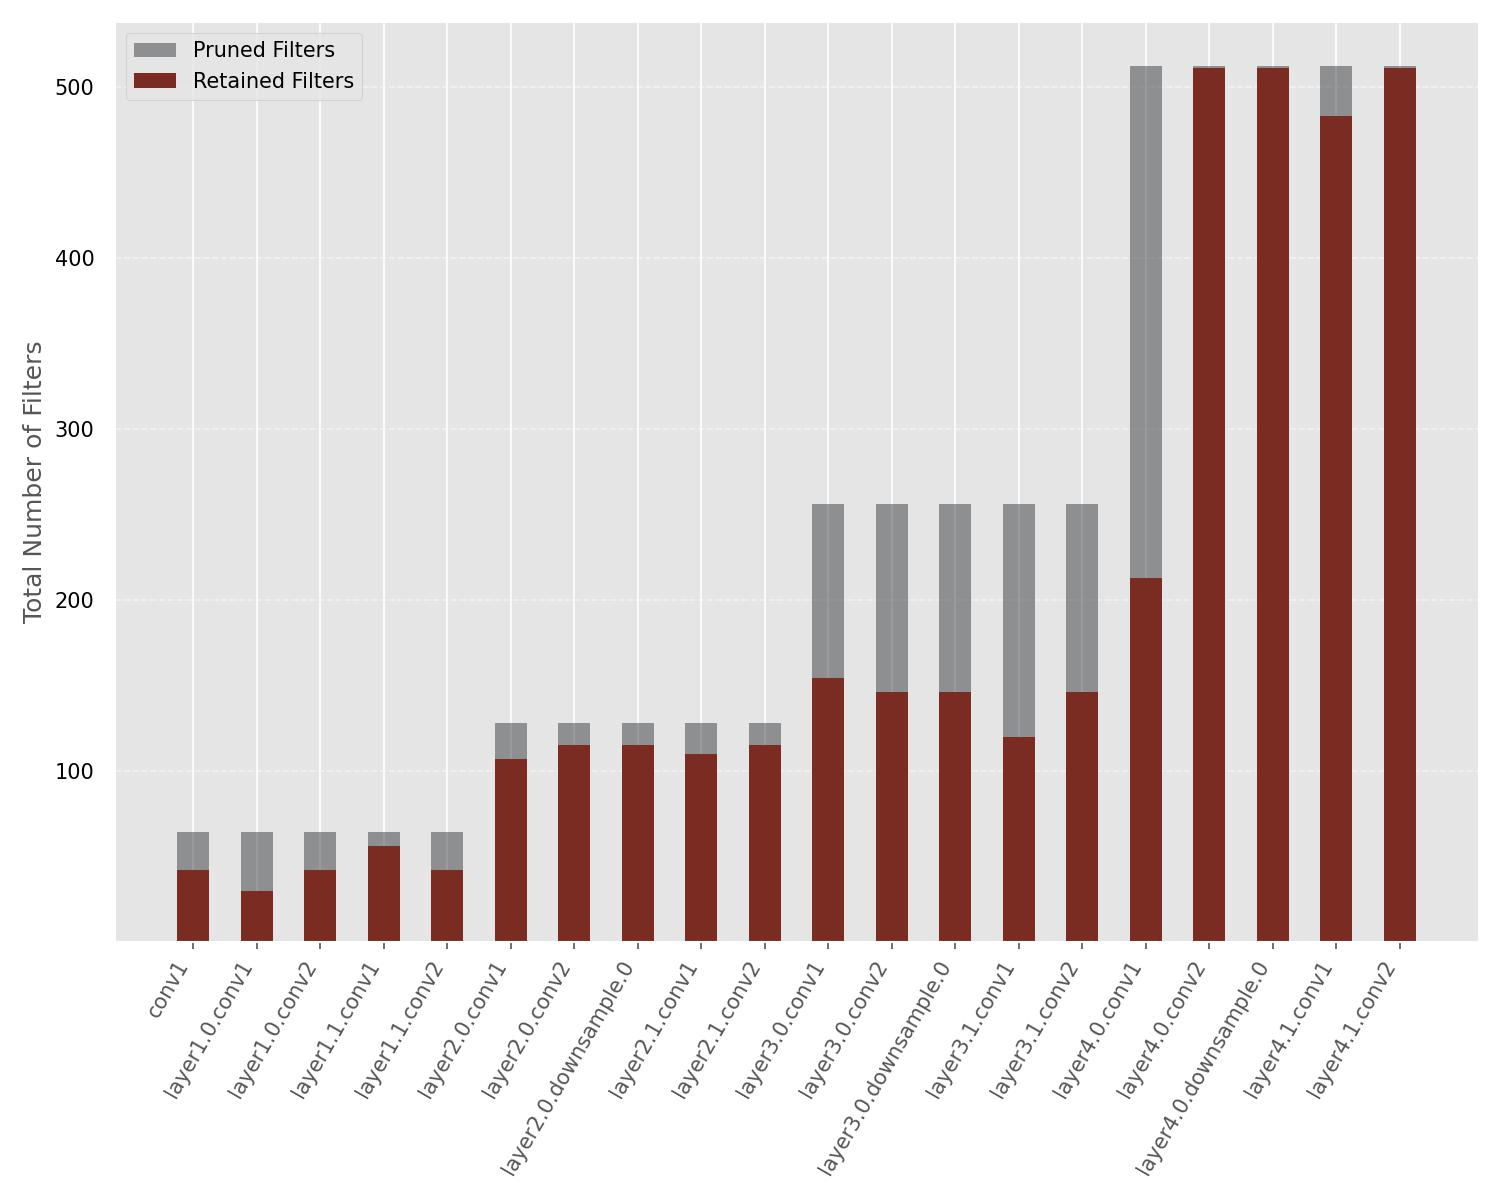 Pruned Filters
Retained Filters
Total Number of Filters
500
400
300
200
100
conv1
layer1.0.conv1
layer1.0.conv2
layer1.1.conv1
layer1.1.conv2
layer2.0.conv1
layer2.0.conv2
layer2.0.downsample.0
layer2.1.conv1
layer2.1.conv2
layer3.0.conv1
layer3.0.conv2
layer3.0.downsample.0
layer3.1.conv1
layer3.1.conv2
layer4.0.conv1
layer4.0.conv2
layer4.0.downsample.0
layer4.1.conv1
layer4.1.conv2